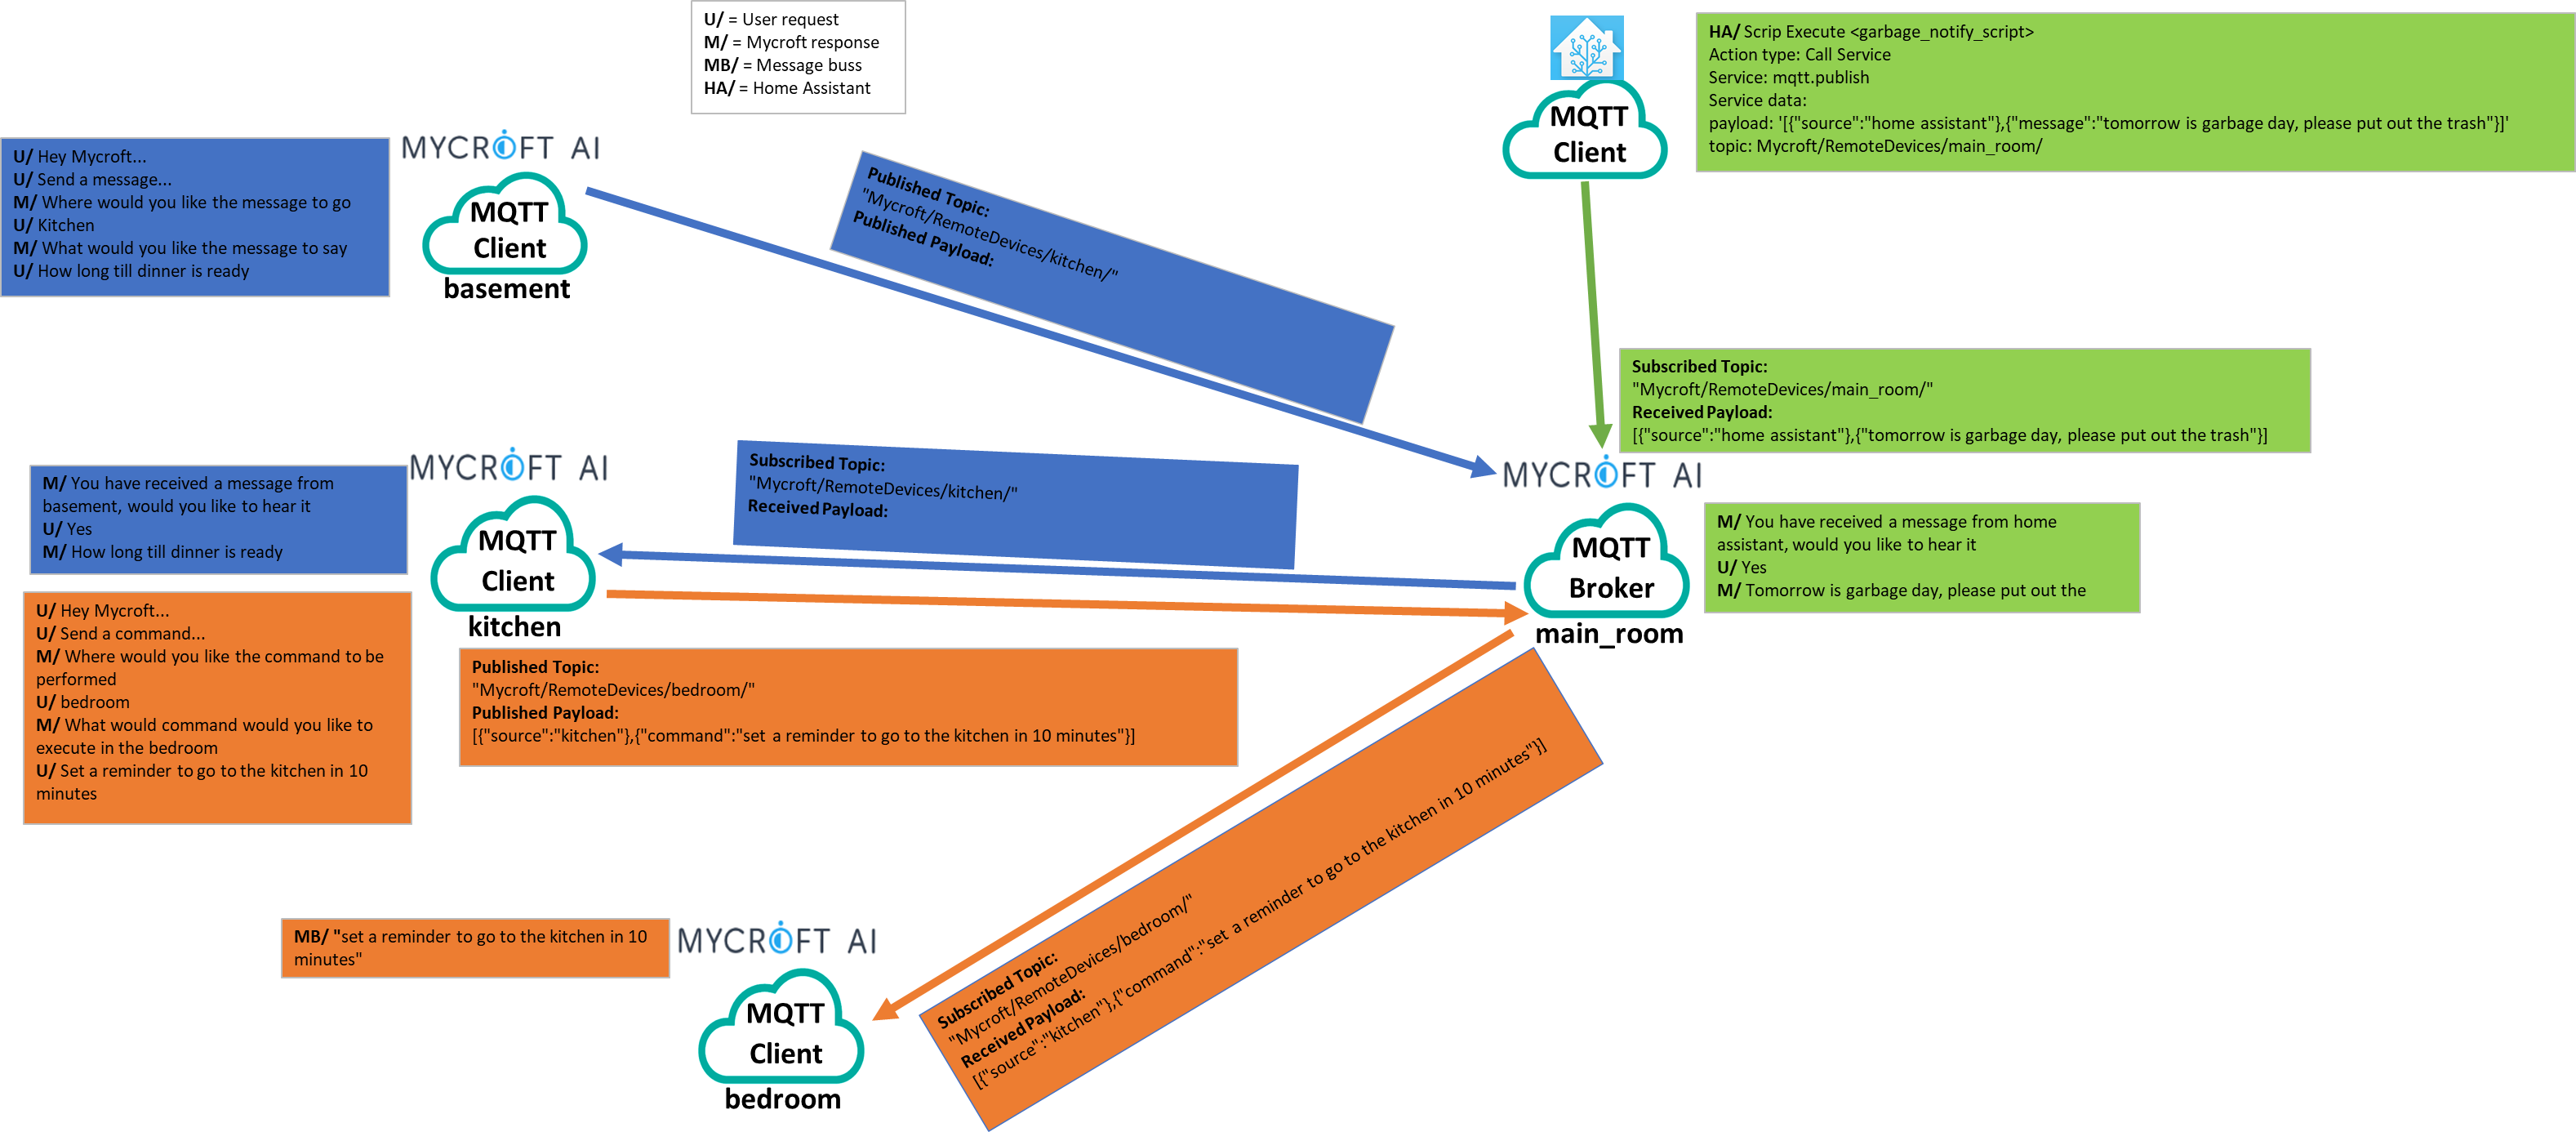 U/ = User request
M/ = Mycroft response
MB/ = Message buss
HA/ = Home Assistant
HA/ Scrip Execute <garbage_notify_script>
Action type: Call Service
Service: mqtt.publish
Service data:
payload: '[{"source":"home assistant"},{"message":"tomorrow is garbage day, please put out the trash"}]'
topic: Mycroft/RemoteDevices/main_room/
MQTT
Client
U/ Hey Mycroft...
U/ Send a message...
M/ Where would you like the message to go
U/ Kitchen
M/ What would you like the message to say
U/ How long till dinner is ready
MYCROFT AI
MQTT
Client
basement
Published Topic:
"Mycroft/RemoteDevices/kitchen/"
Published Payload:
Subscribed Topic:
"Mycroft/RemoteDevices/main_room/"
Received Payload:
[{"source":"home assistant"},{"tomorrow is garbage day, please put out the trash"}]
MYCROFT AI
MQTT
Broker
main_room
M/ You have received a message from home
assistant, would you like to hear it
U/ Yes
M/ Tomorrow is garbage day, please put out the
Subscribed Topic:
"Mycroft/RemoteDevices/kitchen/"
Received Payload:
MYCROFT AI
MQTT
Client
kitchen
M/ You have received a message from
basement, would you like to hear it
U/ Yes
M/ How long till dinner is ready
U/ Hey Mycroft...
U/ Send a command...
M/ Where would you like the command to be
performed
U/ bedroom
M/ What would command would you like to
execute in the bedroom
U/ Set a reminder to go to the kitchen in 10
minutes
Published Topic:
"Mycroft/RemoteDevices/bedroom/"
Published Payload:
[{"source":"kitchen"},{"command":"set a reminder to go to the kitchen in 10 minutes"}]
Subscribed Topic:
"Mycroft/RemoteDevices/bedroom/"
Received Payload:
[{"source":"kitchen"},{"command":"set a reminder to go to the kitchen in 10 minutes"}]
MB/ "set a reminder to go to the kitchen in 10
minutes"
MYCROFT AI
MQTT
Client
bedroom